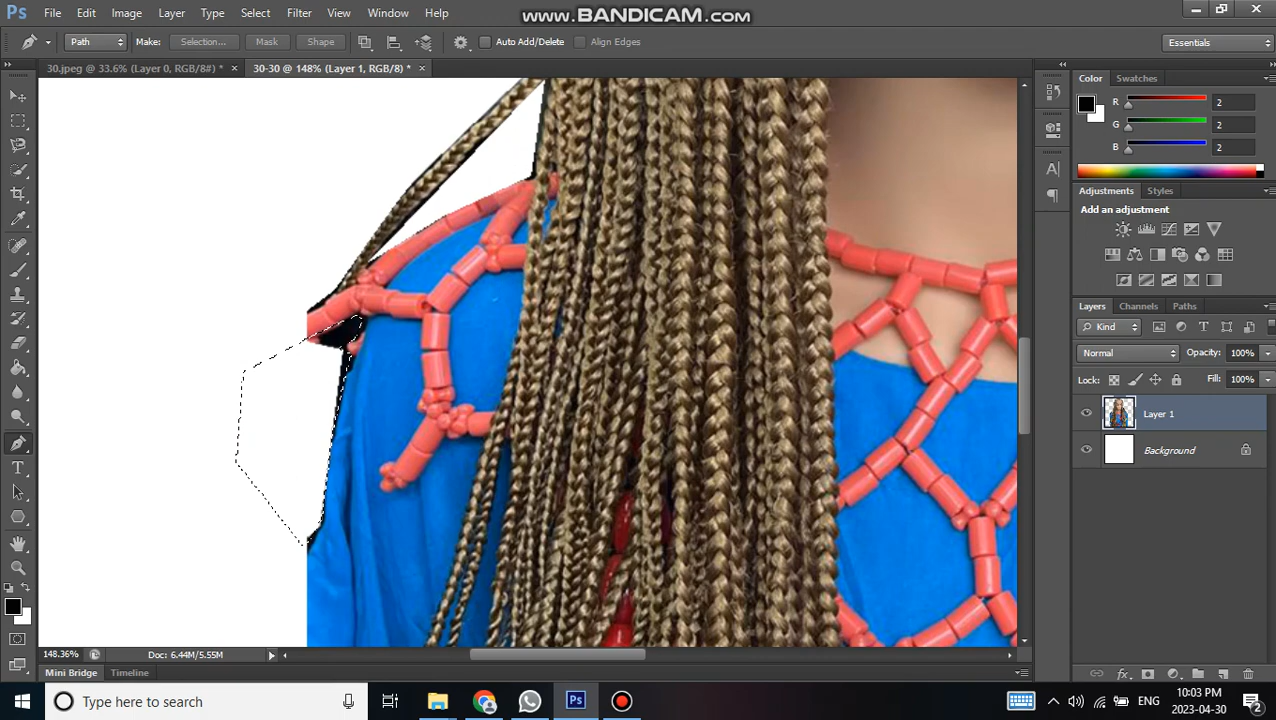 Ps File Edit Image Layer Type Select Filter View Window Help
www.BANDICAM.com
Path Make: Selection... Mask Shape Auto Add/Delete Align Edges Essentials
30.jpeg @ 33.6% (Layer 0, RGB/8#) * × 30-30 @ 148% (Layer 1, RGB/8) * ×
Color Swatches
R 2
G 2
B 2
Adjustments Styles
Add an adjustment
Layers Channels Paths
Kind
Normal Opacity: 100%
Lock: Fill: 100%
Layer 1
Background
148.36% Doc: 6.44M/5.55M
Mini Bridge Timeline
Type here to search
Ps
ENG
10:03 PM
2023-04-30
2